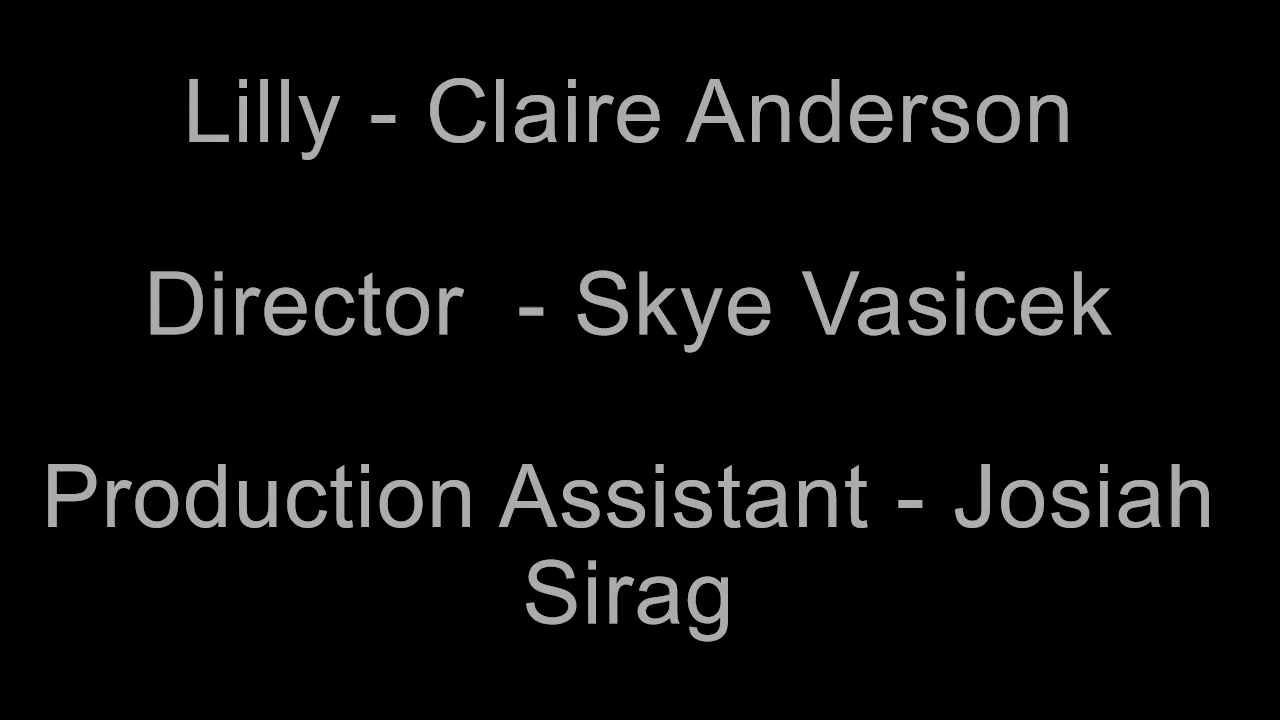 Lilly - Claire Anderson
Director  - Skye Vasicek
Production Assistant - Josiah
Sirag